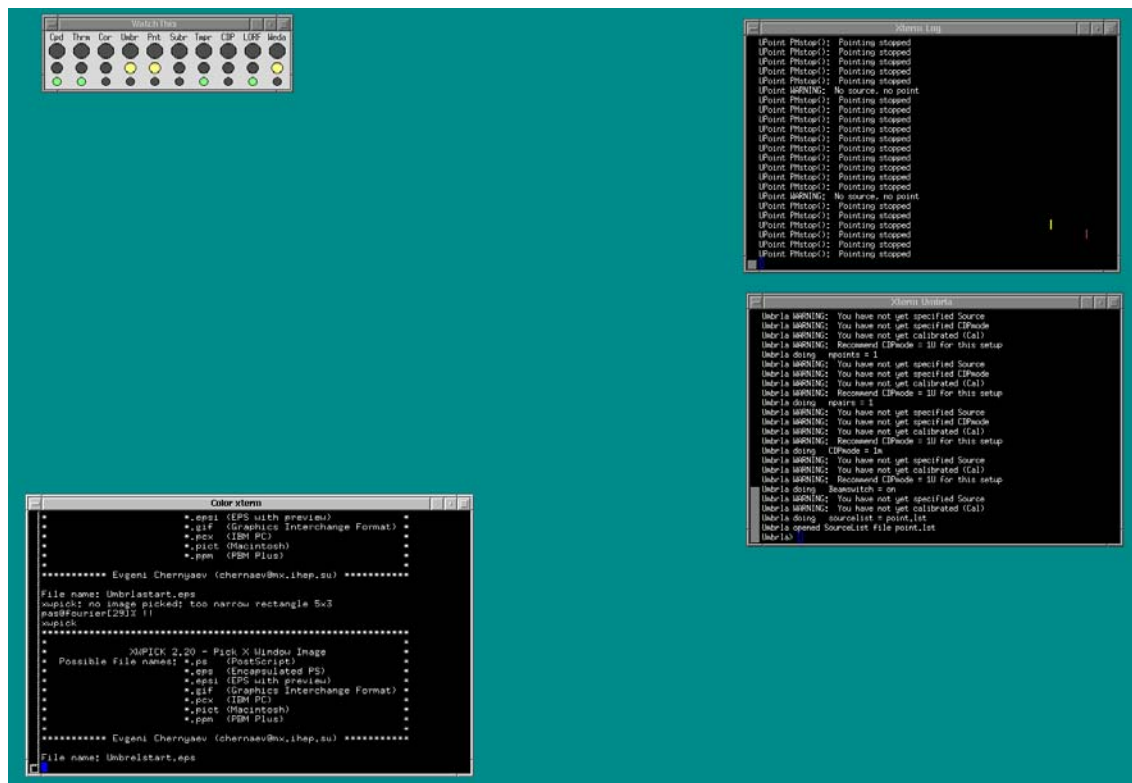 WatchThis
Cpd Thrm Cor Umbr Pnt Subr Tmpr CDP LORF Weda
Xterm Log
UPoint PMstop(): Pointing stopped
UPoint PMstop(): Pointing stopped
UPoint PMstop(): Pointing stopped
UPoint PMstop(): Pointing stopped
UPoint PMstop(): Pointing stopped
UPoint WARNING: No source, no point
UPoint PMstop(): Pointing stopped
UPoint PMstop(): Pointing stopped
UPoint PMstop(): Pointing stopped
UPoint PMstop(): Pointing stopped
UPoint PMstop(): Pointing stopped
UPoint PMstop(): Pointing stopped
UPoint PMstop(): Pointing stopped
UPoint PMstop(): Pointing stopped
UPoint PMstop(): Pointing stopped
UPoint PMstop(): Pointing stopped
UPoint WARNING: No source, no point
UPoint PMstop(): Pointing stopped
UPoint PMstop(): Pointing stopped
UPoint PMstop(): Pointing stopped
UPoint PMstop(): Pointing stopped
UPoint PMstop(): Pointing stopped
UPoint PMstop(): Pointing stopped
Xterm Umbrla
Umbrla WARNING: You have not yet specified Source
Umbrla WARNING: You have not yet specified CDPmode
Umbrla WARNING: You have not yet calibrated (Cal)
Umbrla WARNING: Recommend CDPmode = 1U for this setup
Umbrla doing npoints = 1
Umbrla WARNING: You have not yet specified Source
Umbrla WARNING: You have not yet specified CDPmode
Umbrla WARNING: You have not yet calibrated (Cal)
Umbrla WARNING: Recommend CDPmode = 1U for this setup
Umbrla doing npairs = 1
Umbrla WARNING: You have not yet specified Source
Umbrla WARNING: You have not yet specified CDPmode
Umbrla WARNING: You have not yet calibrated (Cal)
Umbrla WARNING: Recommend CDPmode = 1U for this setup
Umbrla doing CDPmode = 1m
Umbrla WARNING: You have not yet specified Source
Umbrla WARNING: You have not yet calibrated (Cal)
Umbrla WARNING: Recommend CDPmode = 1U for this setup
Umbrla doing Beamswitch = on
Umbrla WARNING: You have not yet specified Source
Umbrla WARNING: You have not yet calibrated (Cal)
Umbrla doing sourcelist = point.lst
Umbrla opened SourceList file point.lst
Umbrla>
Color xterm
* *.epsi (EPS with preview) *
* *.gif (Graphics Interchange Format) *
* *.pcx (IBM PC) *
* *.pict (Macintosh) *
* *.ppm (PBM Plus) *
* *
*********** Evgeni Chernyaev (chernaev@mx.ihep.su) ***********
File name: Umbrlastart.eps
xwpick: no image picked: too narrow rectangle 5x3
pas@fourier[29]% !!
xwpick
**************************************************************
* *
* XWPICK 2.20 - Pick X Window Image *
* Possible file names: *.ps (PostScript) *
* *.eps (Encapsulated PS) *
* *.epsi (EPS with preview) *
* *.gif (Graphics Interchange Format) *
* *.pcx (IBM PC) *
* *.pict (Macintosh) *
* *.ppm (PBM Plus) *
* *
*********** Evgeni Chernyaev (chernaev@mx.ihep.su) ***********
File name: Umbrelstart.eps